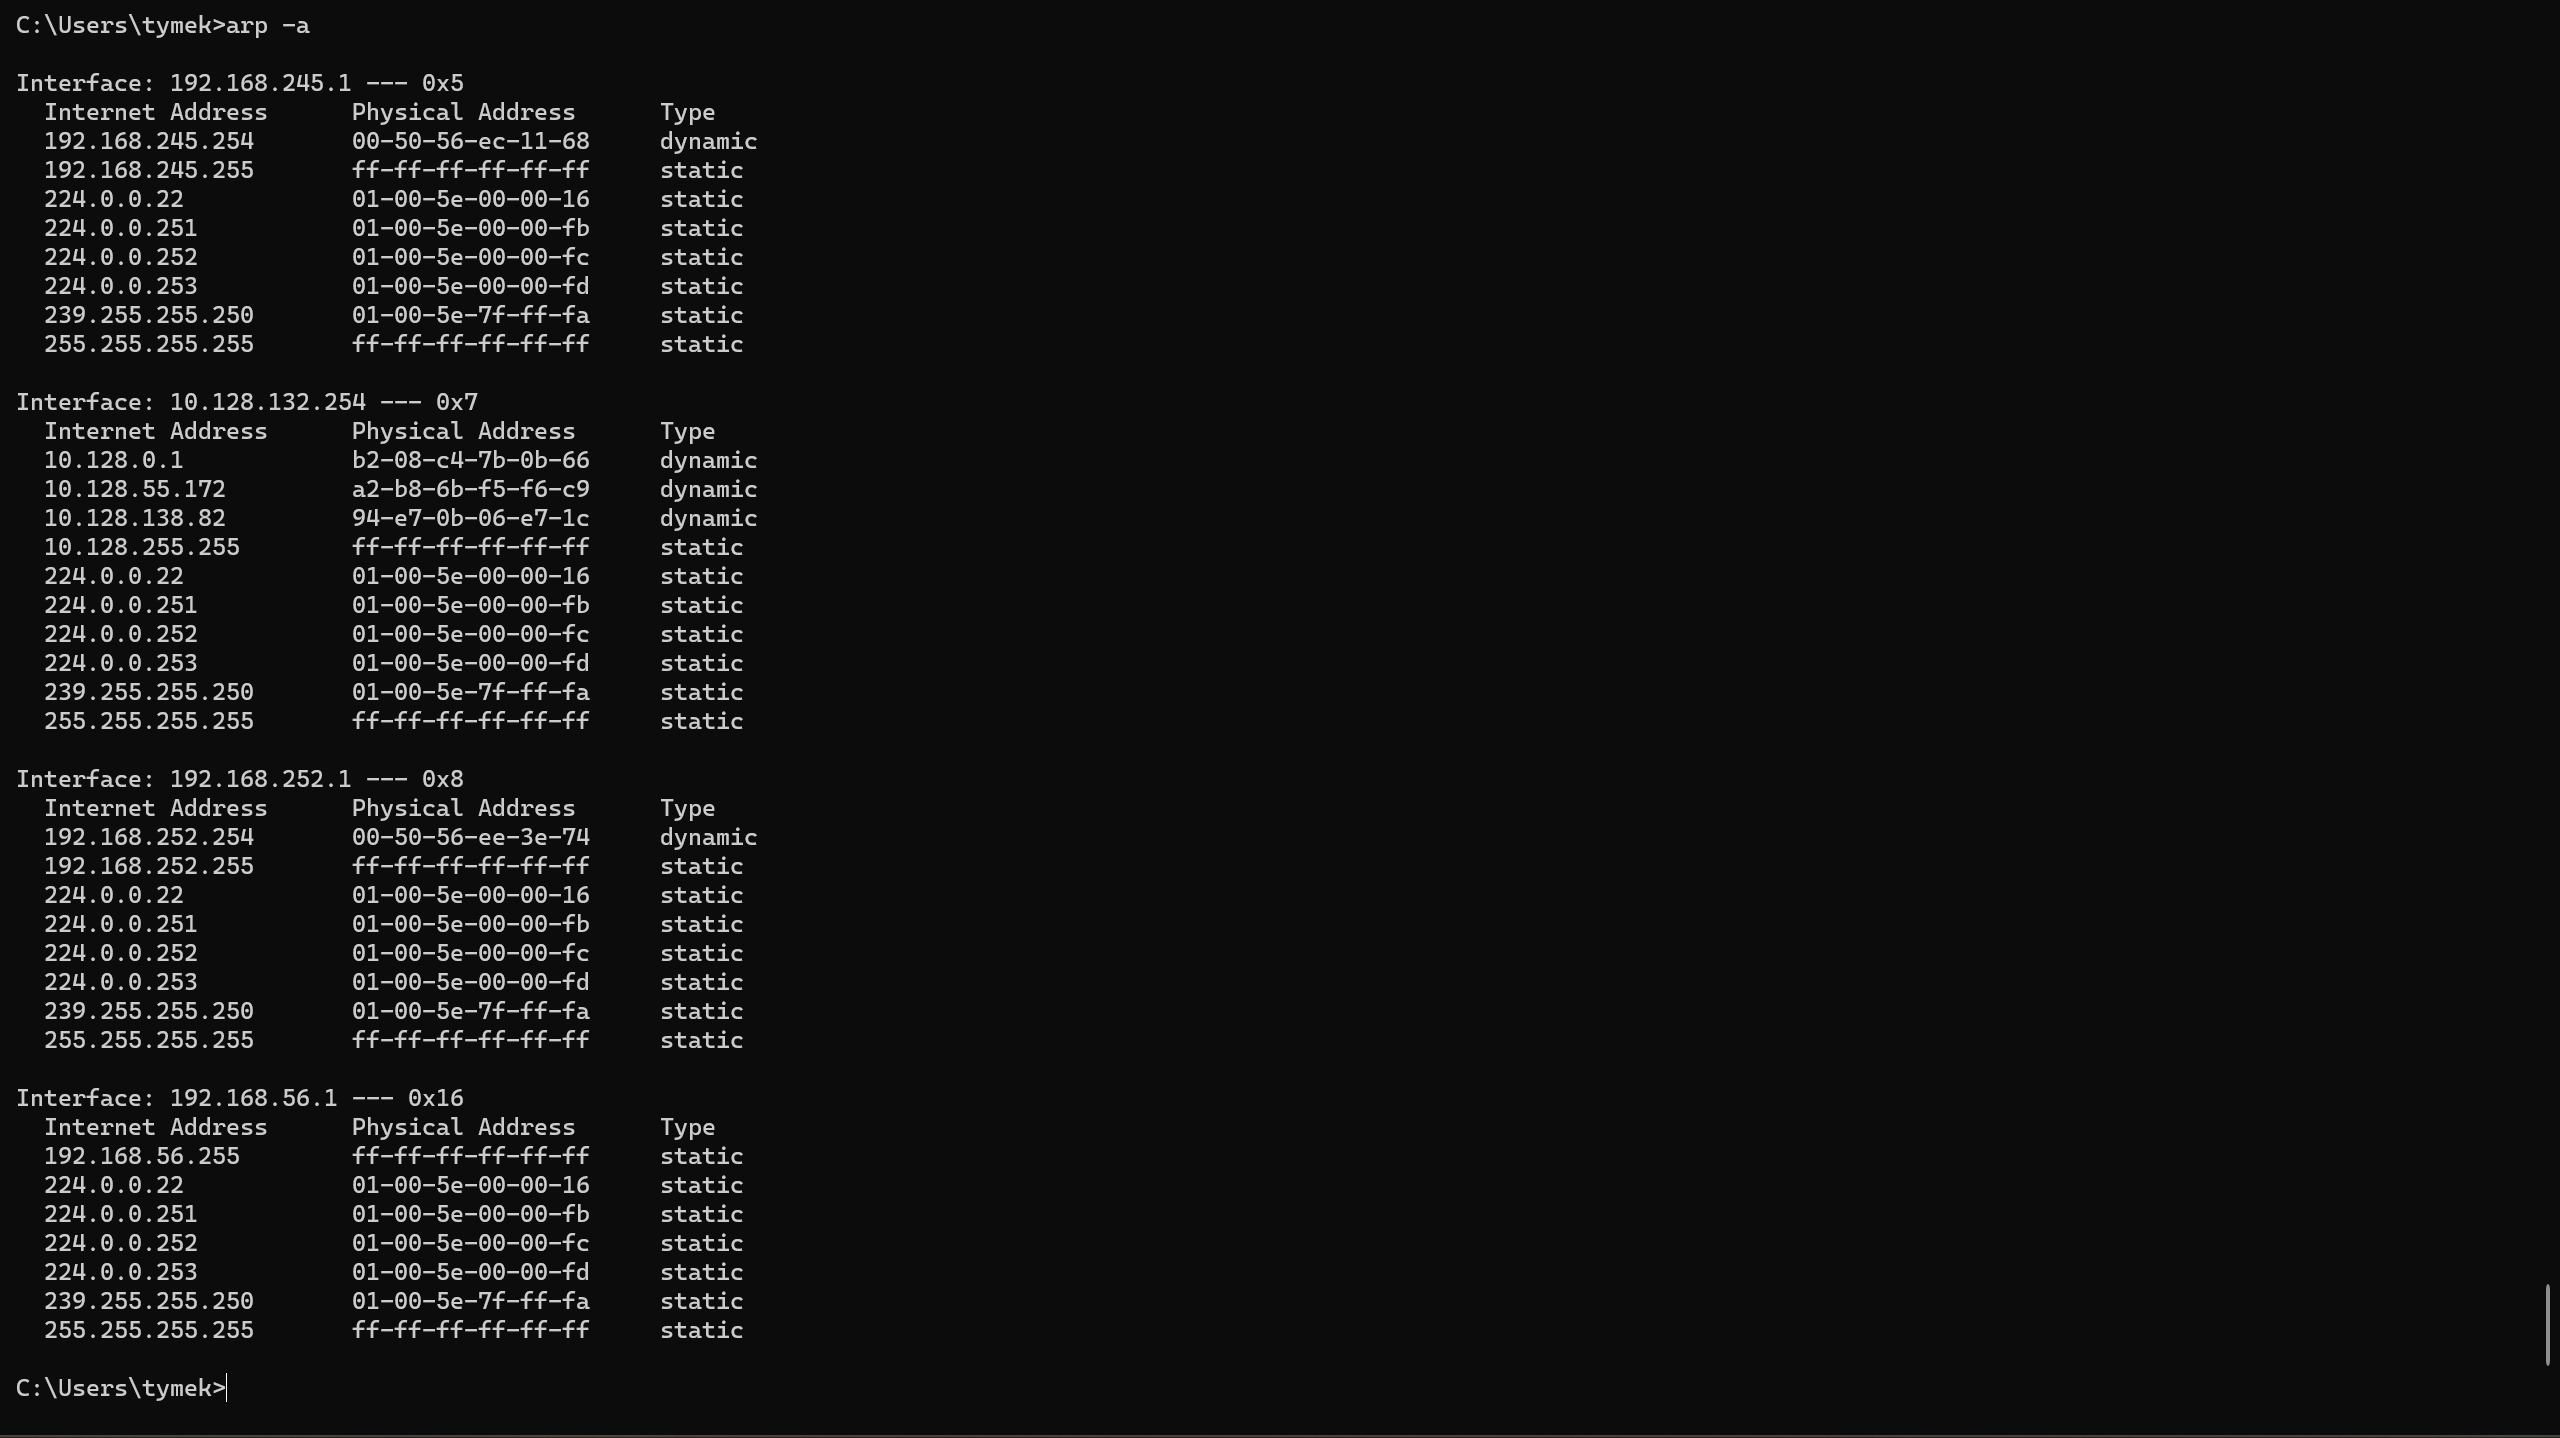 C:\Users\tymek>arp -a
Interface: 192.168.245.1 --- 0x5
  Internet Address      Physical Address      Type
  192.168.245.254       00-50-56-ec-11-68     dynamic
  192.168.245.255       ff-ff-ff-ff-ff-ff     static
  224.0.0.22            01-00-5e-00-00-16     static
  224.0.0.251           01-00-5e-00-00-fb     static
  224.0.0.252           01-00-5e-00-00-fc     static
  224.0.0.253           01-00-5e-00-00-fd     static
  239.255.255.250       01-00-5e-7f-ff-fa     static
  255.255.255.255       ff-ff-ff-ff-ff-ff     static
Interface: 10.128.132.254 --- 0x7
  Internet Address      Physical Address      Type
  10.128.0.1            b2-08-c4-7b-0b-66     dynamic
  10.128.55.172         a2-b8-6b-f5-f6-c9     dynamic
  10.128.138.82         94-e7-0b-06-e7-1c     dynamic
  10.128.255.255        ff-ff-ff-ff-ff-ff     static
  224.0.0.22            01-00-5e-00-00-16     static
  224.0.0.251           01-00-5e-00-00-fb     static
  224.0.0.252           01-00-5e-00-00-fc     static
  224.0.0.253           01-00-5e-00-00-fd     static
  239.255.255.250       01-00-5e-7f-ff-fa     static
  255.255.255.255       ff-ff-ff-ff-ff-ff     static
Interface: 192.168.252.1 --- 0x8
  Internet Address      Physical Address      Type
  192.168.252.254       00-50-56-ee-3e-74     dynamic
  192.168.252.255       ff-ff-ff-ff-ff-ff     static
  224.0.0.22            01-00-5e-00-00-16     static
  224.0.0.251           01-00-5e-00-00-fb     static
  224.0.0.252           01-00-5e-00-00-fc     static
  224.0.0.253           01-00-5e-00-00-fd     static
  239.255.255.250       01-00-5e-7f-ff-fa     static
  255.255.255.255       ff-ff-ff-ff-ff-ff     static
Interface: 192.168.56.1 --- 0x16
  Internet Address      Physical Address      Type
  192.168.56.255        ff-ff-ff-ff-ff-ff     static
  224.0.0.22            01-00-5e-00-00-16     static
  224.0.0.251           01-00-5e-00-00-fb     static
  224.0.0.252           01-00-5e-00-00-fc     static
  224.0.0.253           01-00-5e-00-00-fd     static
  239.255.255.250       01-00-5e-7f-ff-fa     static
  255.255.255.255       ff-ff-ff-ff-ff-ff     static
C:\Users\tymek>